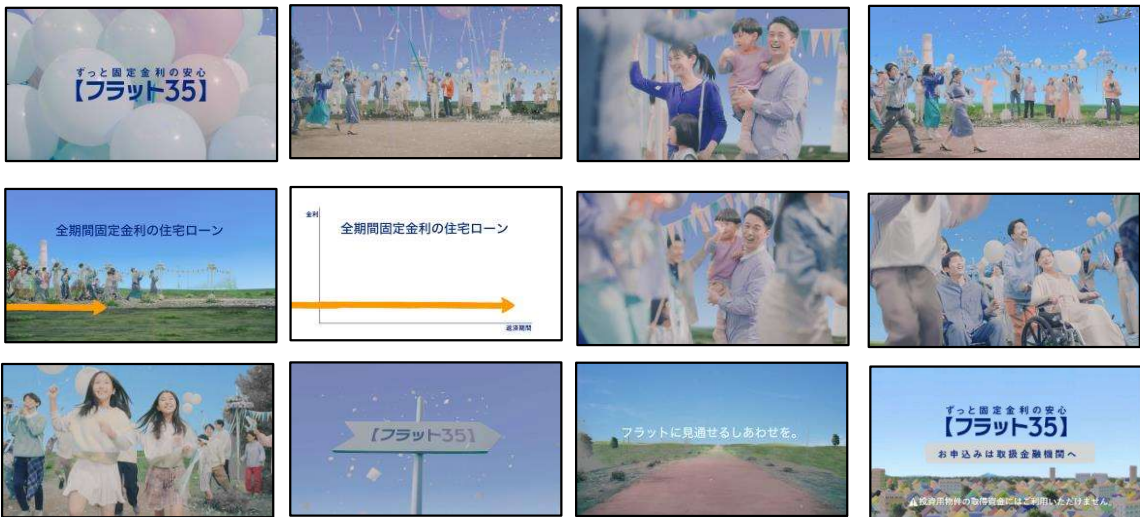 ずっと固定金利の安心
【フラット35】
全期間固定金利の住宅ローン
金利
全期間固定金利の住宅ローン
返済期間
【フラット35】
フラットに見通せるしあわせを。
ずっと固定金利の安心
【フラット35】
お申込みは取扱金融機関へ
投資用物件の取得資金にはご利用いただけません。